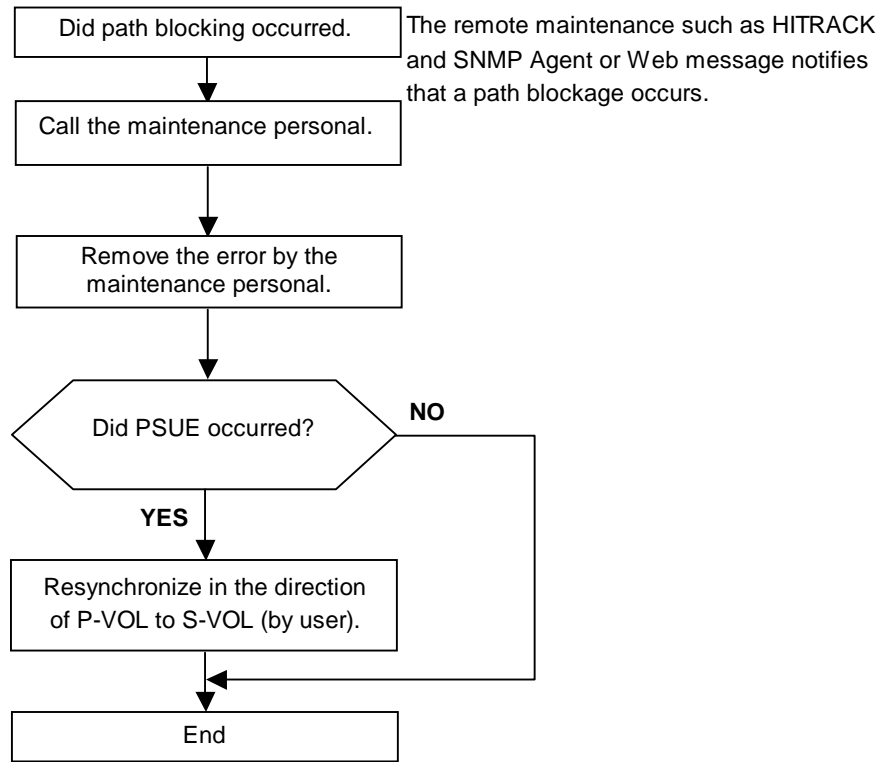 Did path blocking occurred.
The remote maintenance such as HITRACK
and SNMP Agent or Web message notifies
that a path blockage occurs.
Call the maintenance personal.
Remove the error by the
maintenance personal.
Did PSUE occurred?
NO
YES
Resynchronize in the direction
of P-VOL to S-VOL (by user).
End